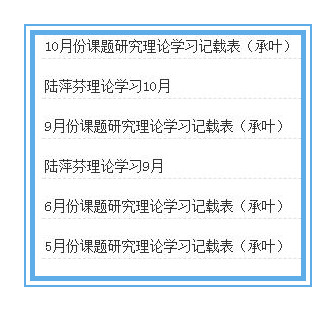 10月份课题研究理论学习记载表（承叶）
陆萍芬理论学习10月
9月份课题研究理论学习记载表（承叶）
陆萍芬理论学习9月
6月份课题研究理论学习记载表（承叶）
5月份课题研究理论学习记载表（承叶）